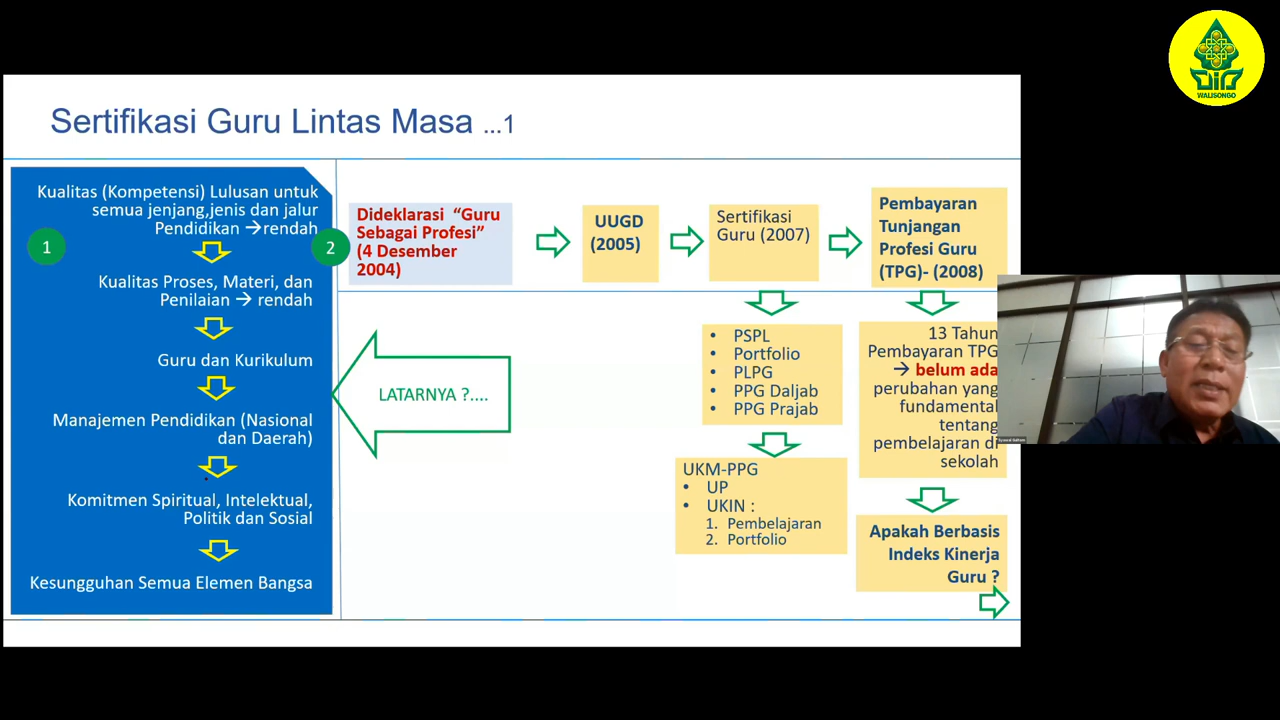 UIN
WALISONGO
Sertifikasi Guru Lintas Masa ...1
1
Kualitas (Kompetensi) Lulusan untuk
semua jenjang,jenis dan jalur
Pendidikan →rendah
Kualitas Proses, Materi, dan
Penilaian → rendah
Guru dan Kurikulum
Manajemen Pendidikan (Nasional
dan Daerah)
Komitmen Spiritual, Intelektual,
Politik dan Sosial
Kesungguhan Semua Elemen Bangsa
2
Dideklarasi “Guru
Sebagai Profesi”
(4 Desember
2004)
UUGD
(2005)
Sertifikasi
Guru (2007)
Pembayaran
Tunjangan
Profesi Guru
(TPG)- (2008)
LATARNYA ?....
• PSPL
• Portfolio
• PLPG
• PPG Daljab
• PPG Prajab
UKM-PPG
• UP
• UKIN :
1. Pembelajaran
2. Portfolio
13 Tahun
Pembayaran TPG
→ belum ada
perubahan yang
fundamental
tentang
pembelajaran di
sekolah
Apakah Berbasis
Indeks Kinerja
Guru ?